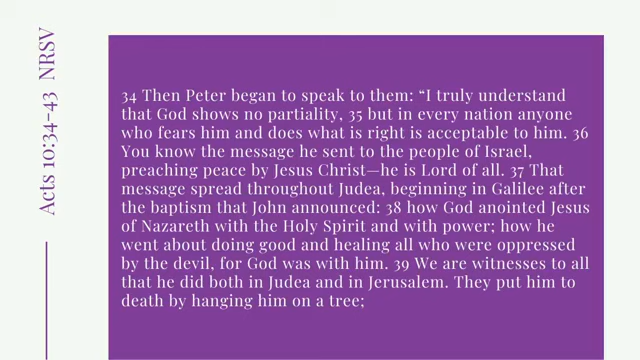 Acts 10:34-43 NRSV
34 Then Peter began to speak to them: “I truly understand
that God shows no partiality, 35 but in every nation anyone
who fears him and does what is right is acceptable to him. 36
You know the message he sent to the people of Israel,
preaching peace by Jesus Christ—he is Lord of all. 37 That
message spread throughout Judea, beginning in Galilee after
the baptism that John announced: 38 how God anointed Jesus
of Nazareth with the Holy Spirit and with power; how he
went about doing good and healing all who were oppressed
by the devil, for God was with him. 39 We are witnesses to all
that he did both in Judea and in Jerusalem. They put him to
death by hanging him on a tree;